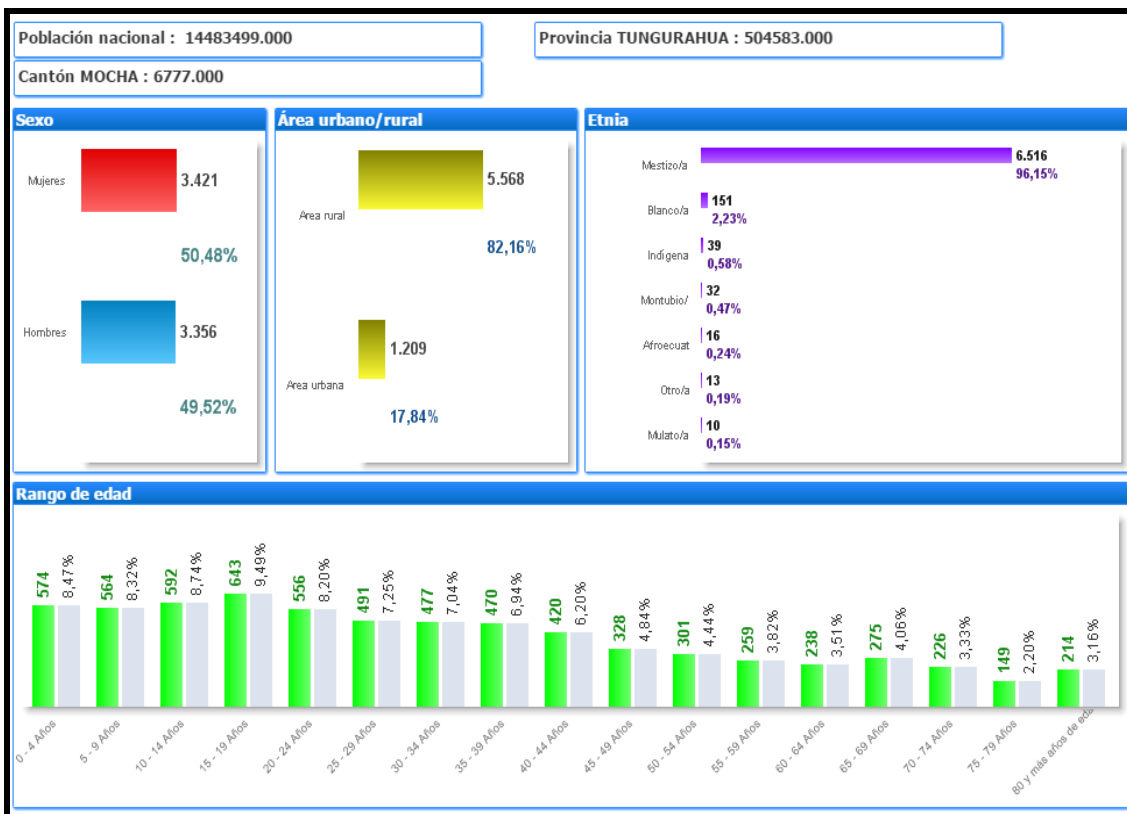 Población nacional : 14483499.000
Provincia TUNGURAHUA : 504583.000
Cantón MOCHA : 6777.000
Sexo
Mujeres
3.421
50,48%
Hombres
3.356
49,52%
Área urbano/rural
Area rural
5.568
82,16%
Area urbana
1.209
17,84%
Etnia
Mestizo/a
6.516
96,15%
Blanco/a
151
2,23%
Indígena
39
0,58%
Montubio/
32
0,47%
Afroecuat
16
0,24%
Otro/a
13
0,19%
Mulato/a
10
0,15%
Rango de edad
574
8,47%
564
8,32%
592
8,74%
643
9,49%
556
8,20%
491
7,25%
477
7,04%
470
6,94%
420
6,20%
328
4,84%
301
4,44%
259
3,82%
238
3,51%
275
4,06%
226
3,33%
149
2,20%
214
3,16%
0 - 4 Años
5 - 9 Años
10 - 14 Años
15 - 19 Años
20 - 24 Años
25 - 29 Años
30 - 34 Años
35 - 39 Años
40 - 44 Años
45 - 49 Años
50 - 54 Años
55 - 59 Años
60 - 64 Años
65 - 69 Años
70 - 74 Años
75 - 79 Años
80 y más años de eda